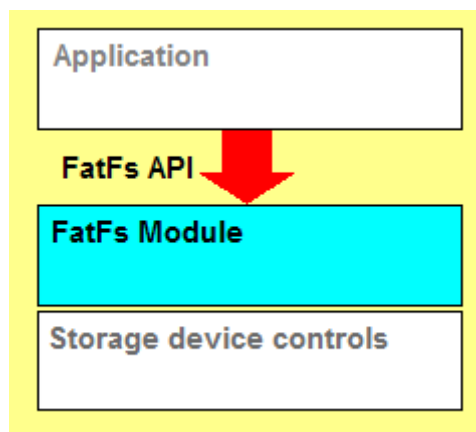 Application
FatFs API
FatFs Module
Storage device controls